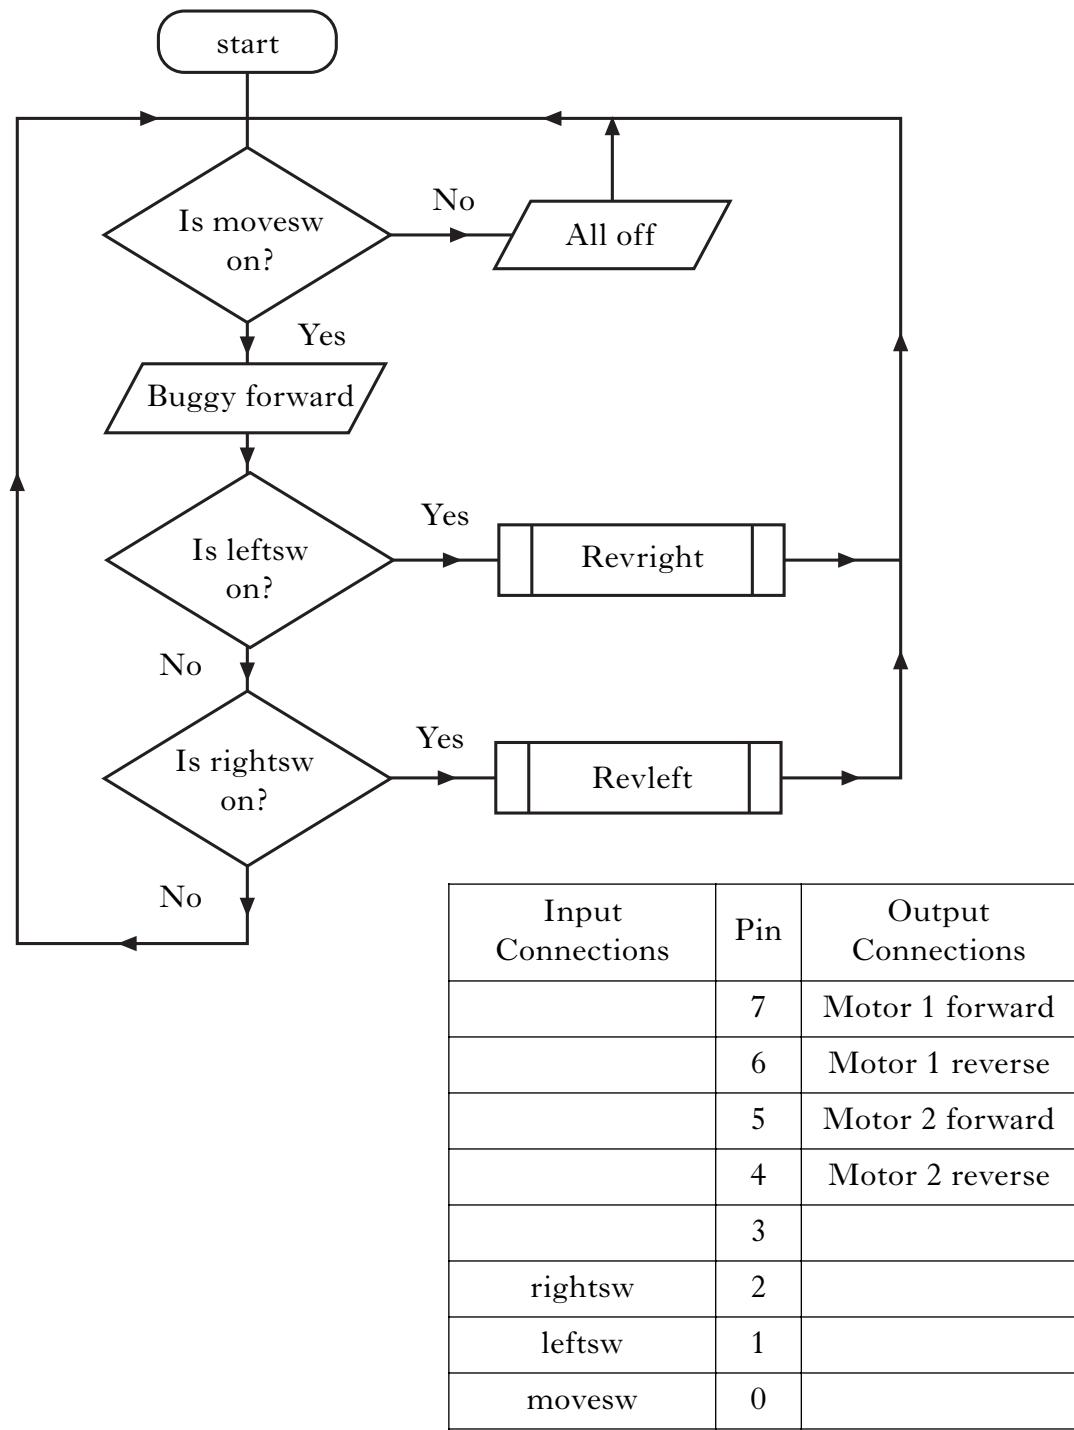 start
Is movesw
on?
No
All off
Yes
Buggy forward
Is leftsw
on?
Yes
Revright
No
Is rightsw
on?
Yes
Revleft
No
Input
Connections
Pin
Output
Connections
7 Motor 1 forward
6 Motor 1 reverse
5 Motor 2 forward
4 Motor 2 reverse
3
rightsw 2
leftsw 1
movesw 0